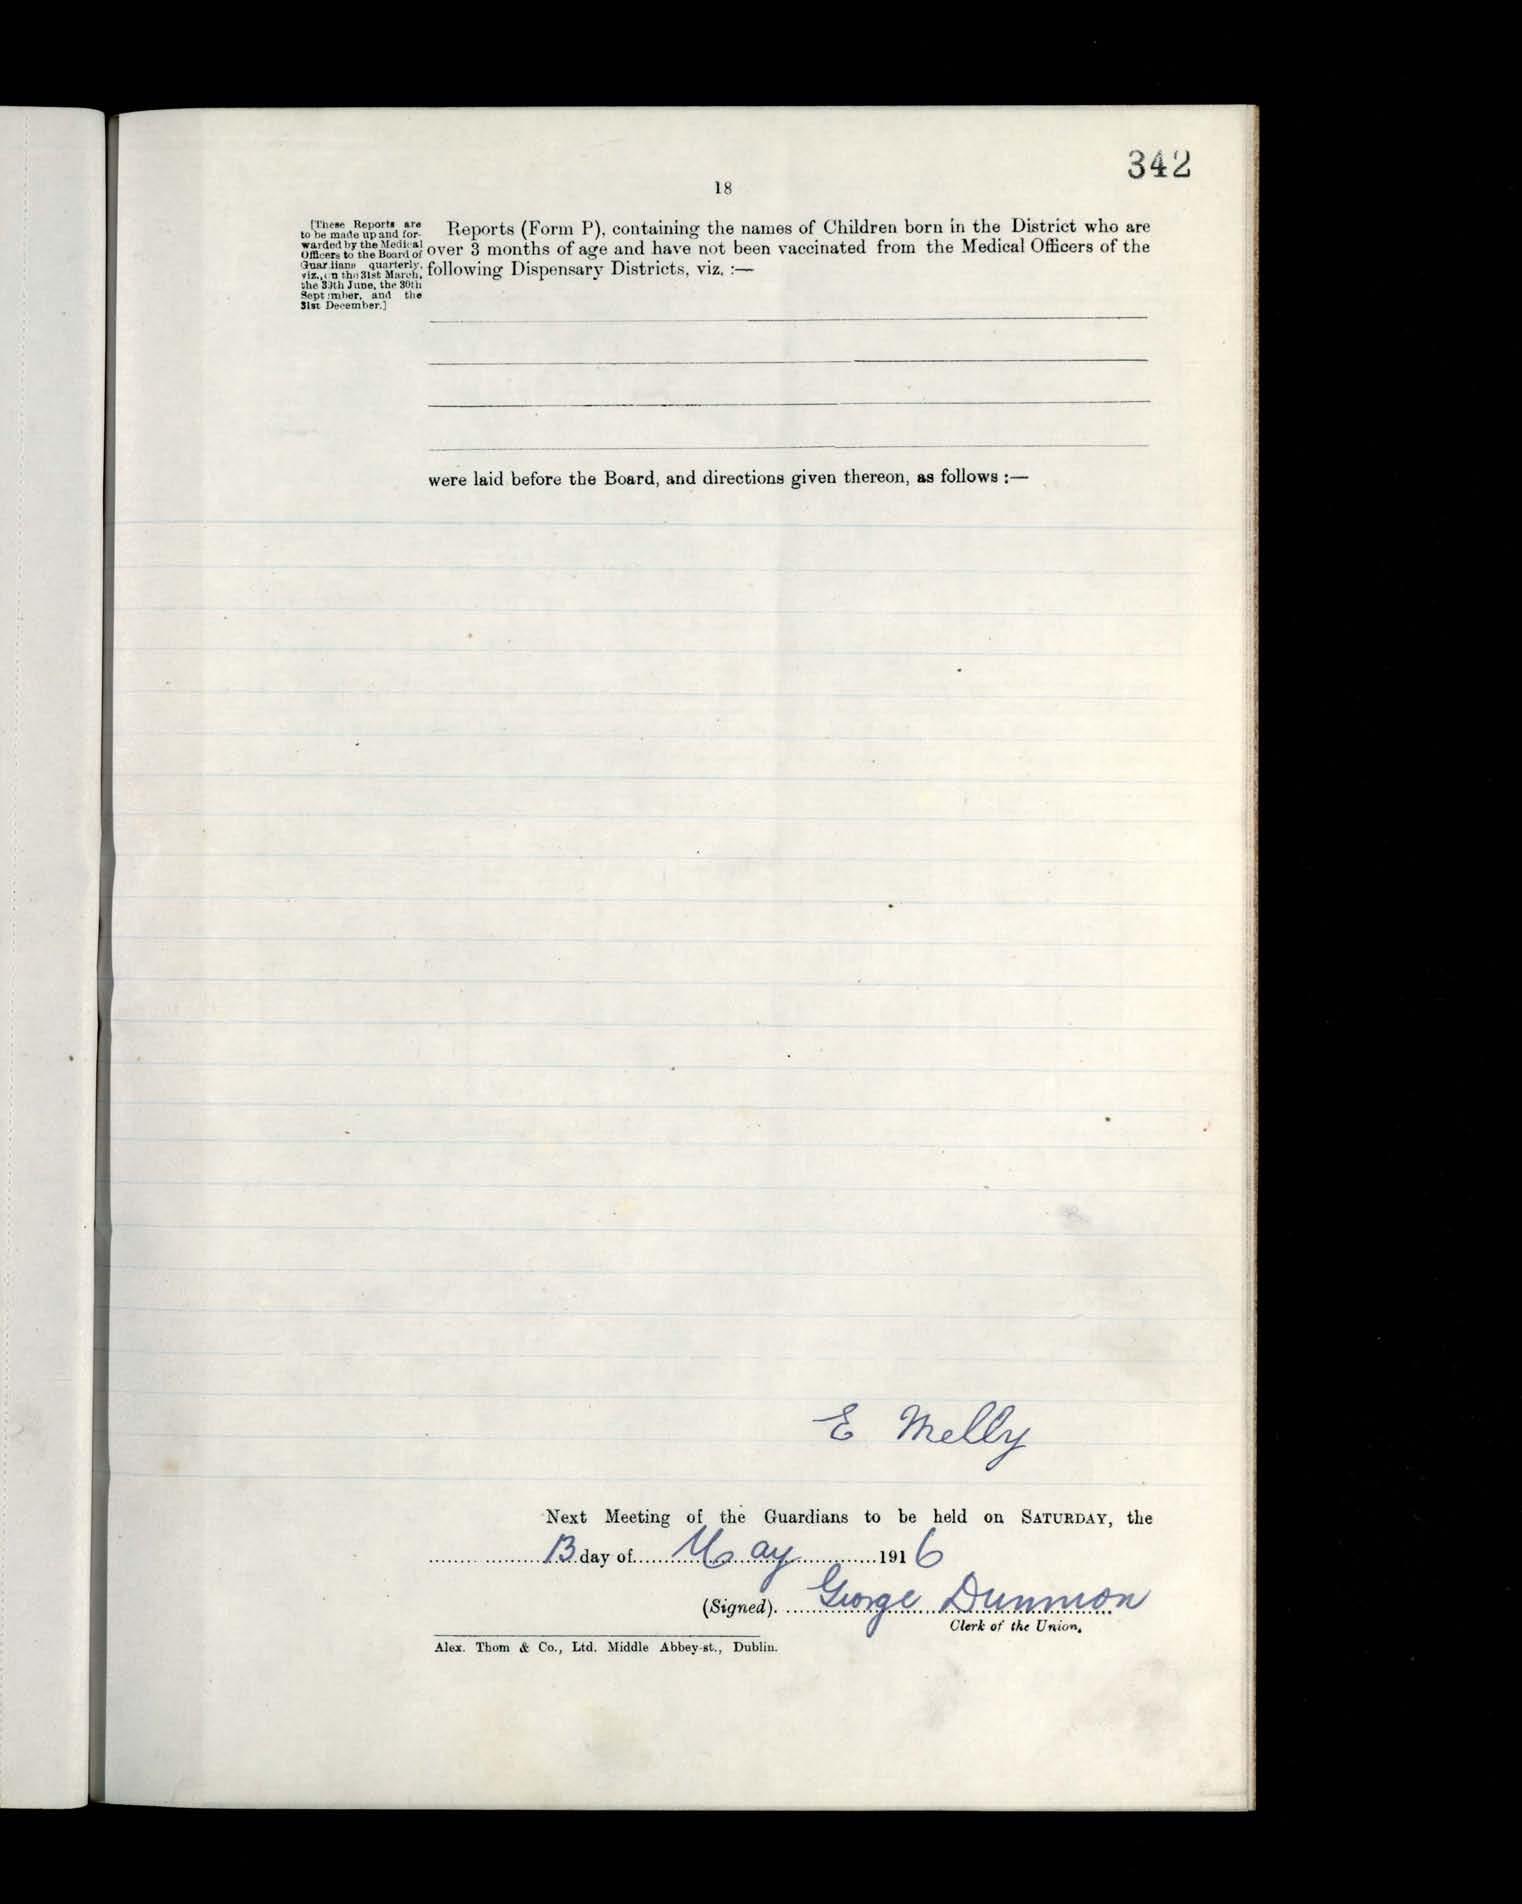 342
18
[These Reports are
to be made up and for-
warded by the Medical
Officers to the Board of
Guardians quarterly,
viz., on the 31st March,
the 30th June, the 30th
September, and the
31st December.]
Reports (Form P), containing the names of Children born in the District who are
over 3 months of age and have not been vaccinated from the Medical Officers of the
following Dispensary Districts, viz. :—
were laid before the Board, and directions given thereon, as follows :—
E Melly
Next Meeting of the Guardians to be held on SATURDAY, the
13 day of May 1916
(Signed). George Dunnion
Clerk of the Union.
Alex. Thom & Co., Ltd. Middle Abbey-st., Dublin.